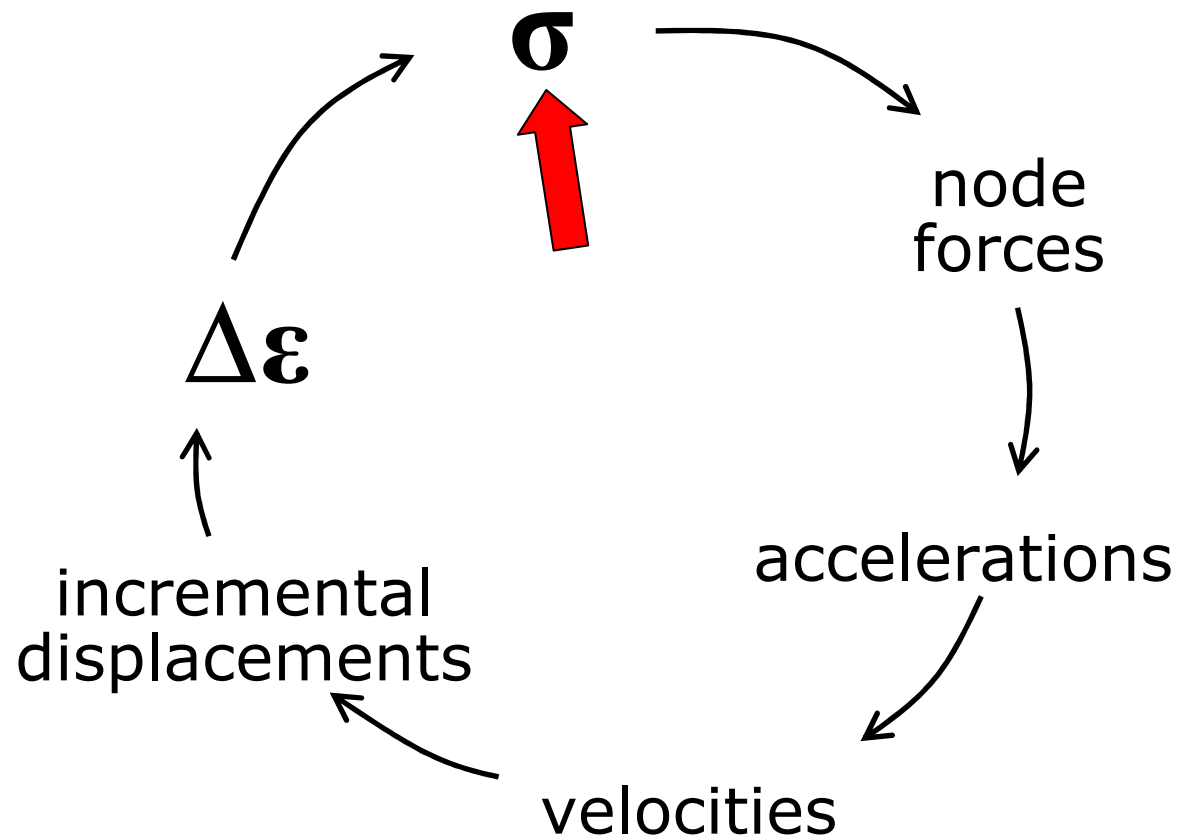 σ
node
forces
accelerations
velocities
incremental
displacements
Δε